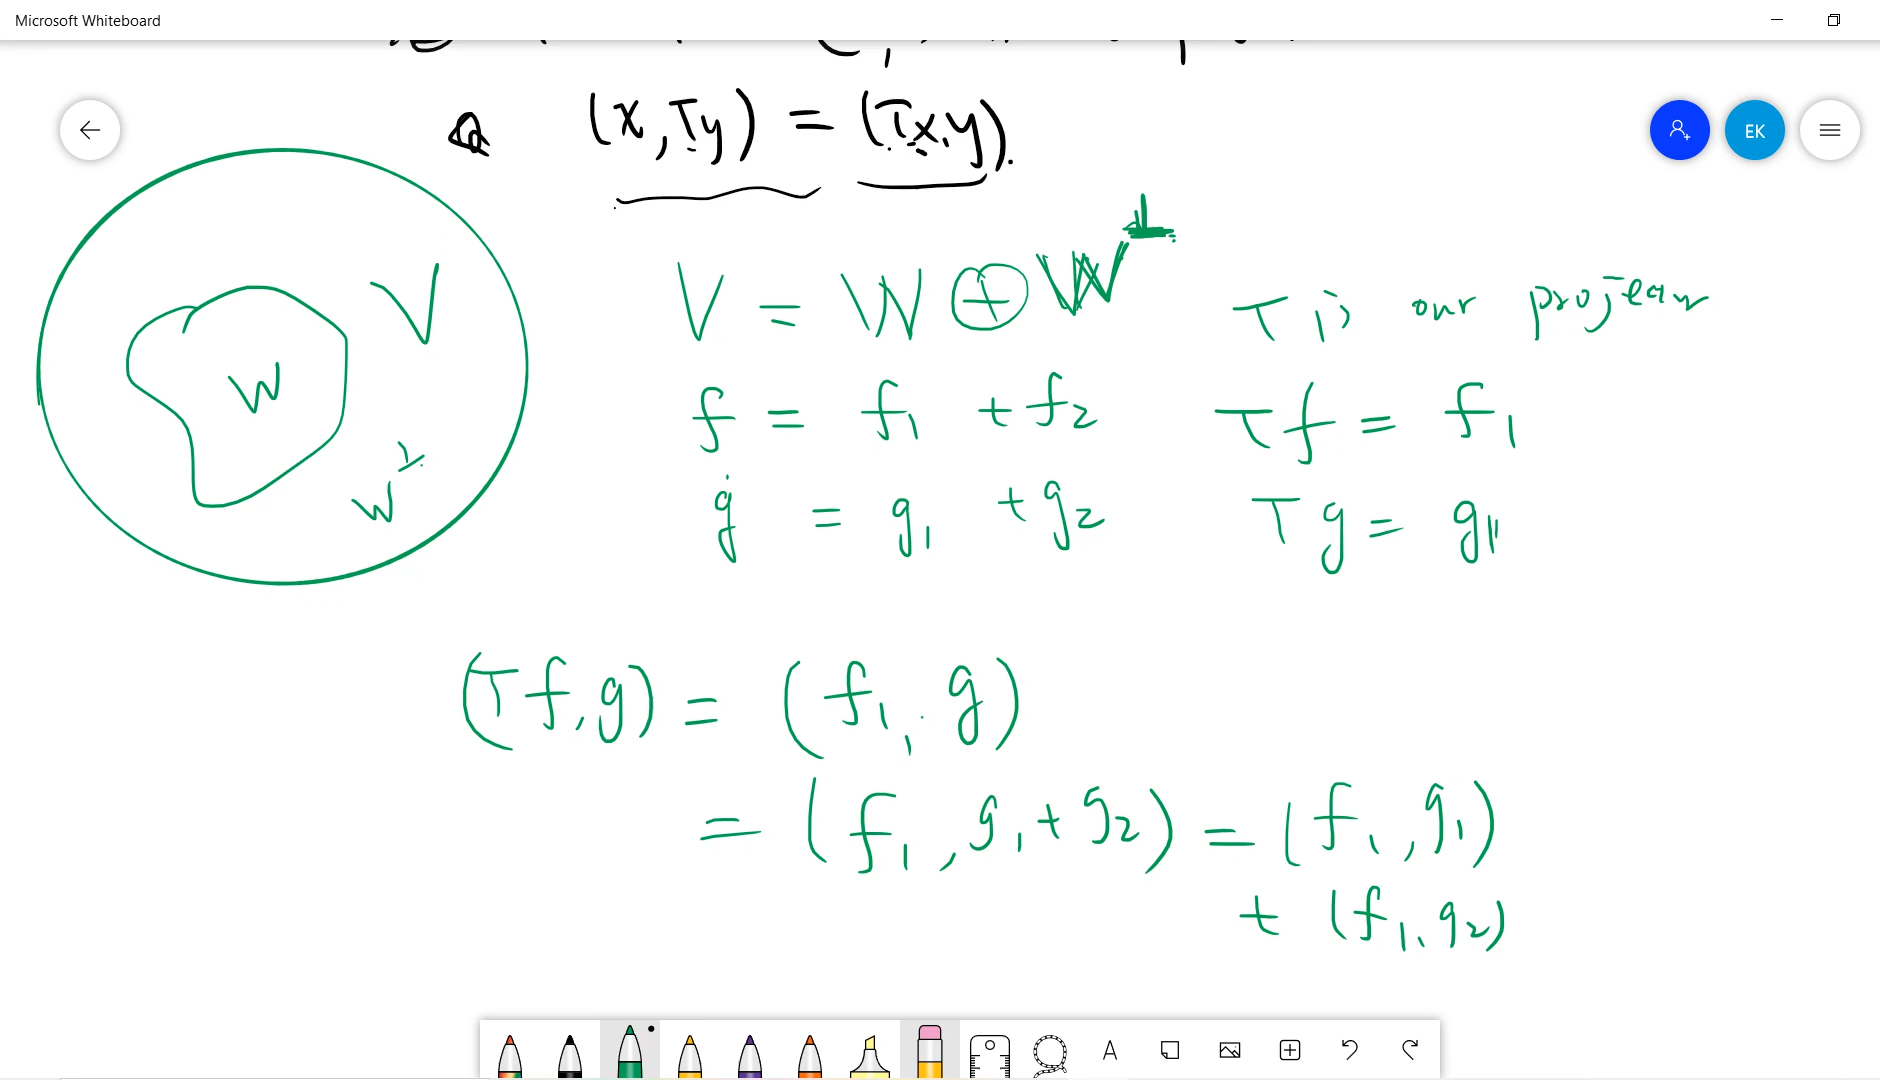 Microsoft Whiteboard
(x, Ty) = (Tx, y).
EK
V = W ⊕ W^⊥
T is our projean
f = f₁ + f₂
Tf = f₁
g = g₁ + g₂
Tg = g₁
V
W
W^⊥
(Tf, g) = (f₁, g)
= (f₁, g₁ + g₂) = (f₁, g₁)
+ (f₁, g₂)
A